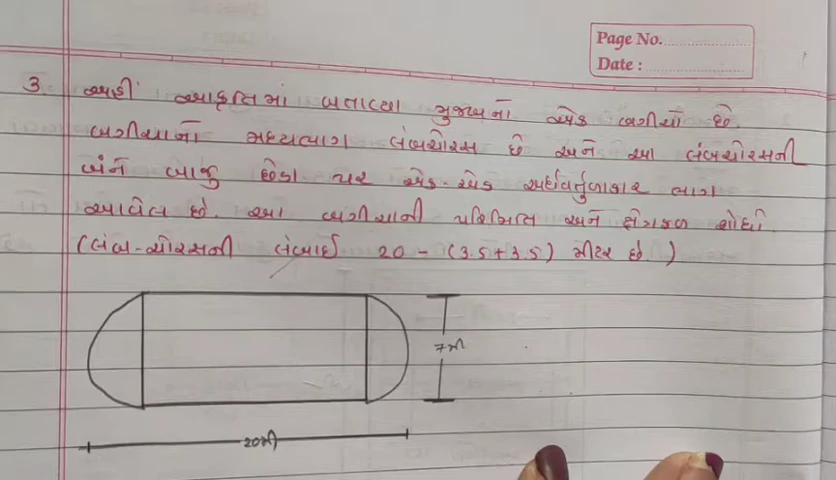 Page No.
Date :
3. અહીં આકૃતિમાં બતાવ્યા મુજબનો એક બગીચો છે.
બગીચાનો મધ્યભાગ લંબચોરસ છે અને આ લંબચોરસની
બંને બાજુ છેડા પર એક-એક અર્ધવર્તુળાકાર ભાગ
આવેલ છે. આ બગીચાની પરિમિતિ અને ક્ષેત્રફળ શોધો
(લંબ-ચોરસની લંબાઈ 20 - (3.5+3.5) મીટર છે)
7મી
20મી